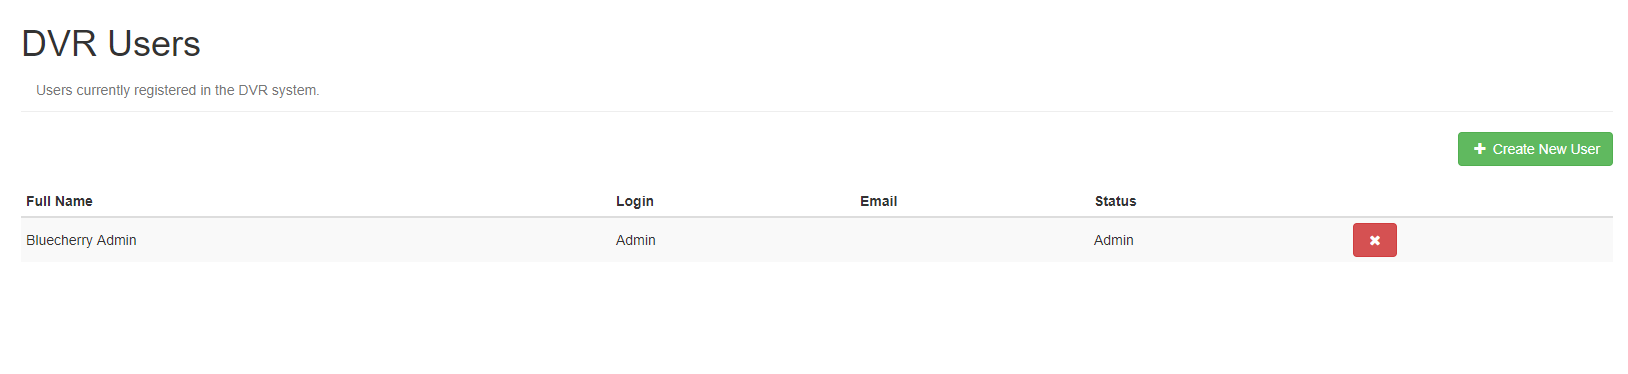 DVR Users
Users currently registered in the DVR system.
Create New User
Full Name Login Email Status
Bluecherry Admin Admin Admin